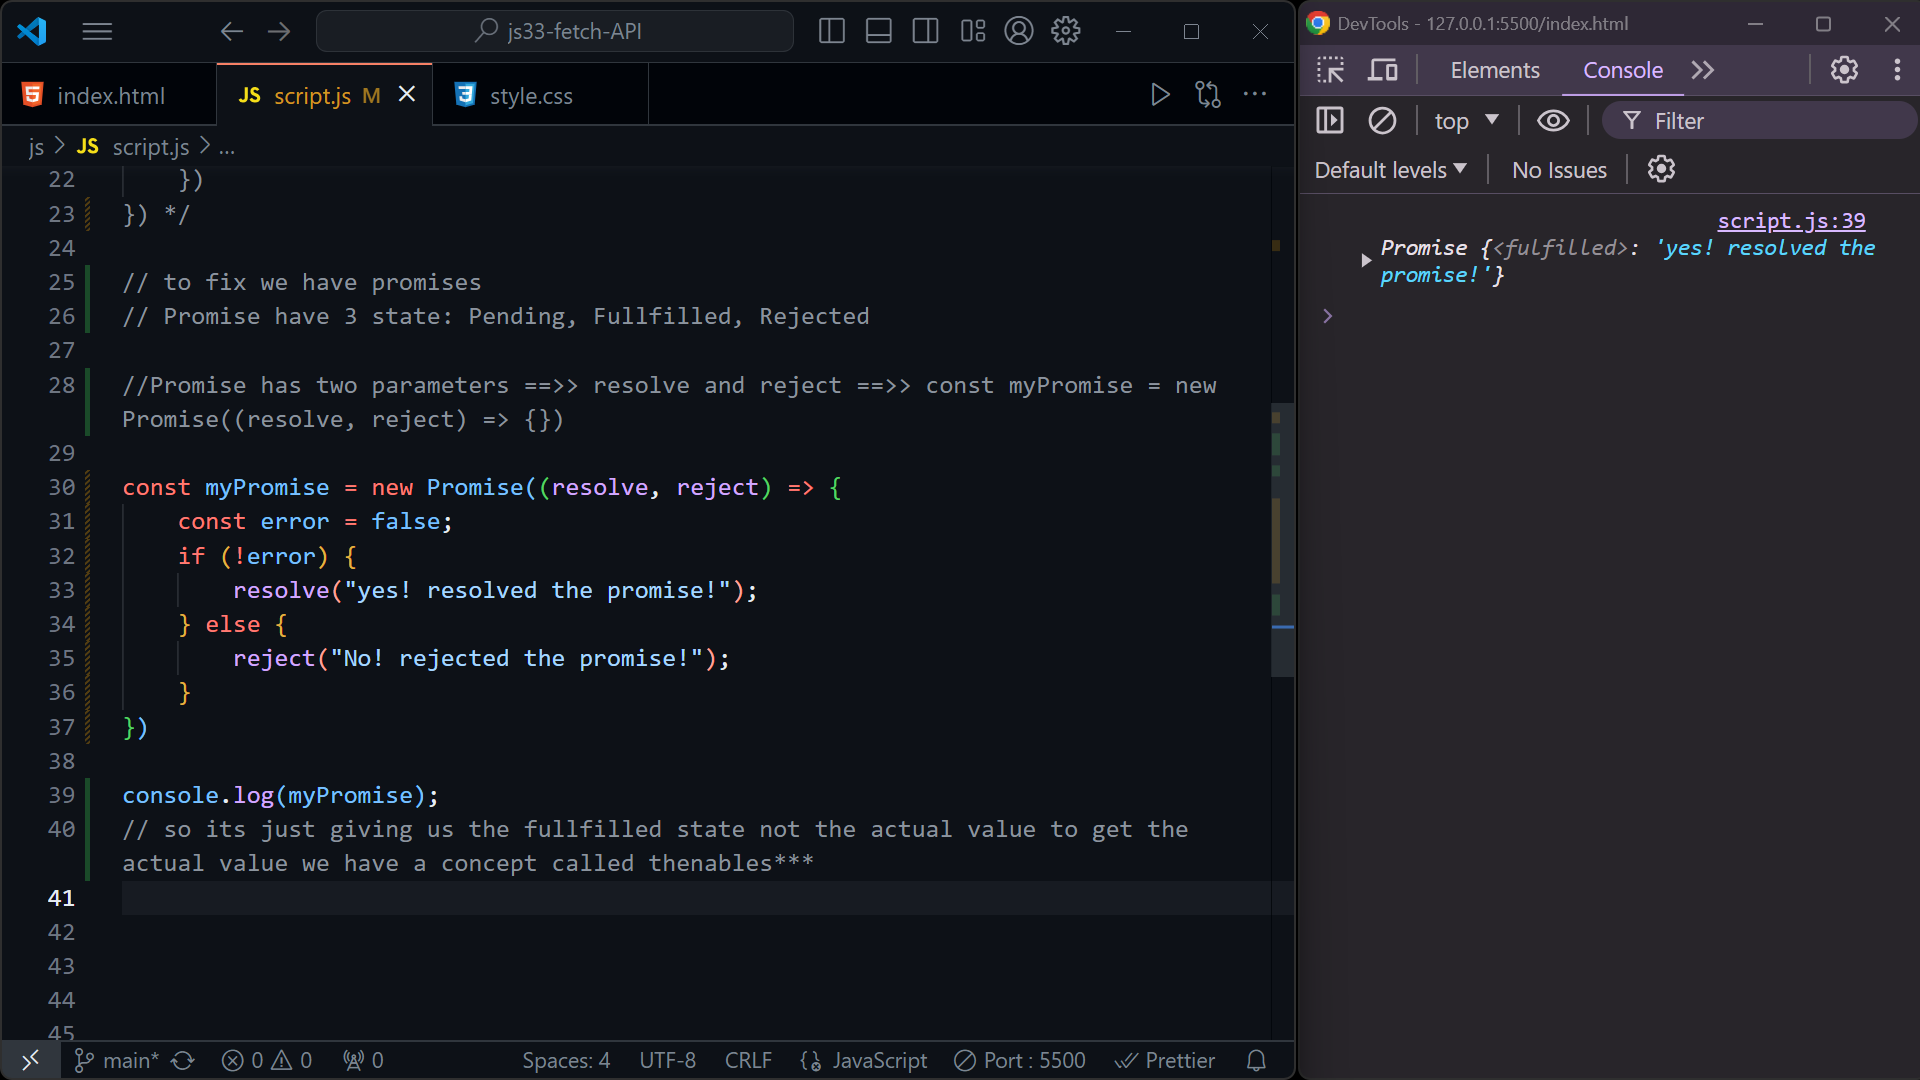 js33-fetch-API
index.html
JS script.js M
style.css
js > JS script.js > ...
22 })
23 }) */
24
25 // to fix we have promises
26 // Promise have 3 state: Pending, Fullfilled, Rejected
27
28 //Promise has two parameters ==>> resolve and reject ==>> const myPromise = new
Promise((resolve, reject) => {})
29
30 const myPromise = new Promise((resolve, reject) => {
31 const error = false;
32 if (!error) {
33 resolve("yes! resolved the promise!");
34 } else {
35 reject("No! rejected the promise!");
36 }
37 })
38
39 console.log(myPromise);
40 // so its just giving us the fullfilled state not the actual value to get the
actual value we have a concept called thenables***
41
42
43
44
45
main* 0 0 0 Spaces: 4 UTF-8 CRLF JavaScript Port : 5500 Prettier
DevTools - 127.0.0.1:5500/index.html
Elements Console
top Filter
Default levels No Issues
script.js:39
Promise {<fulfilled>: 'yes! resolved the
promise!'}